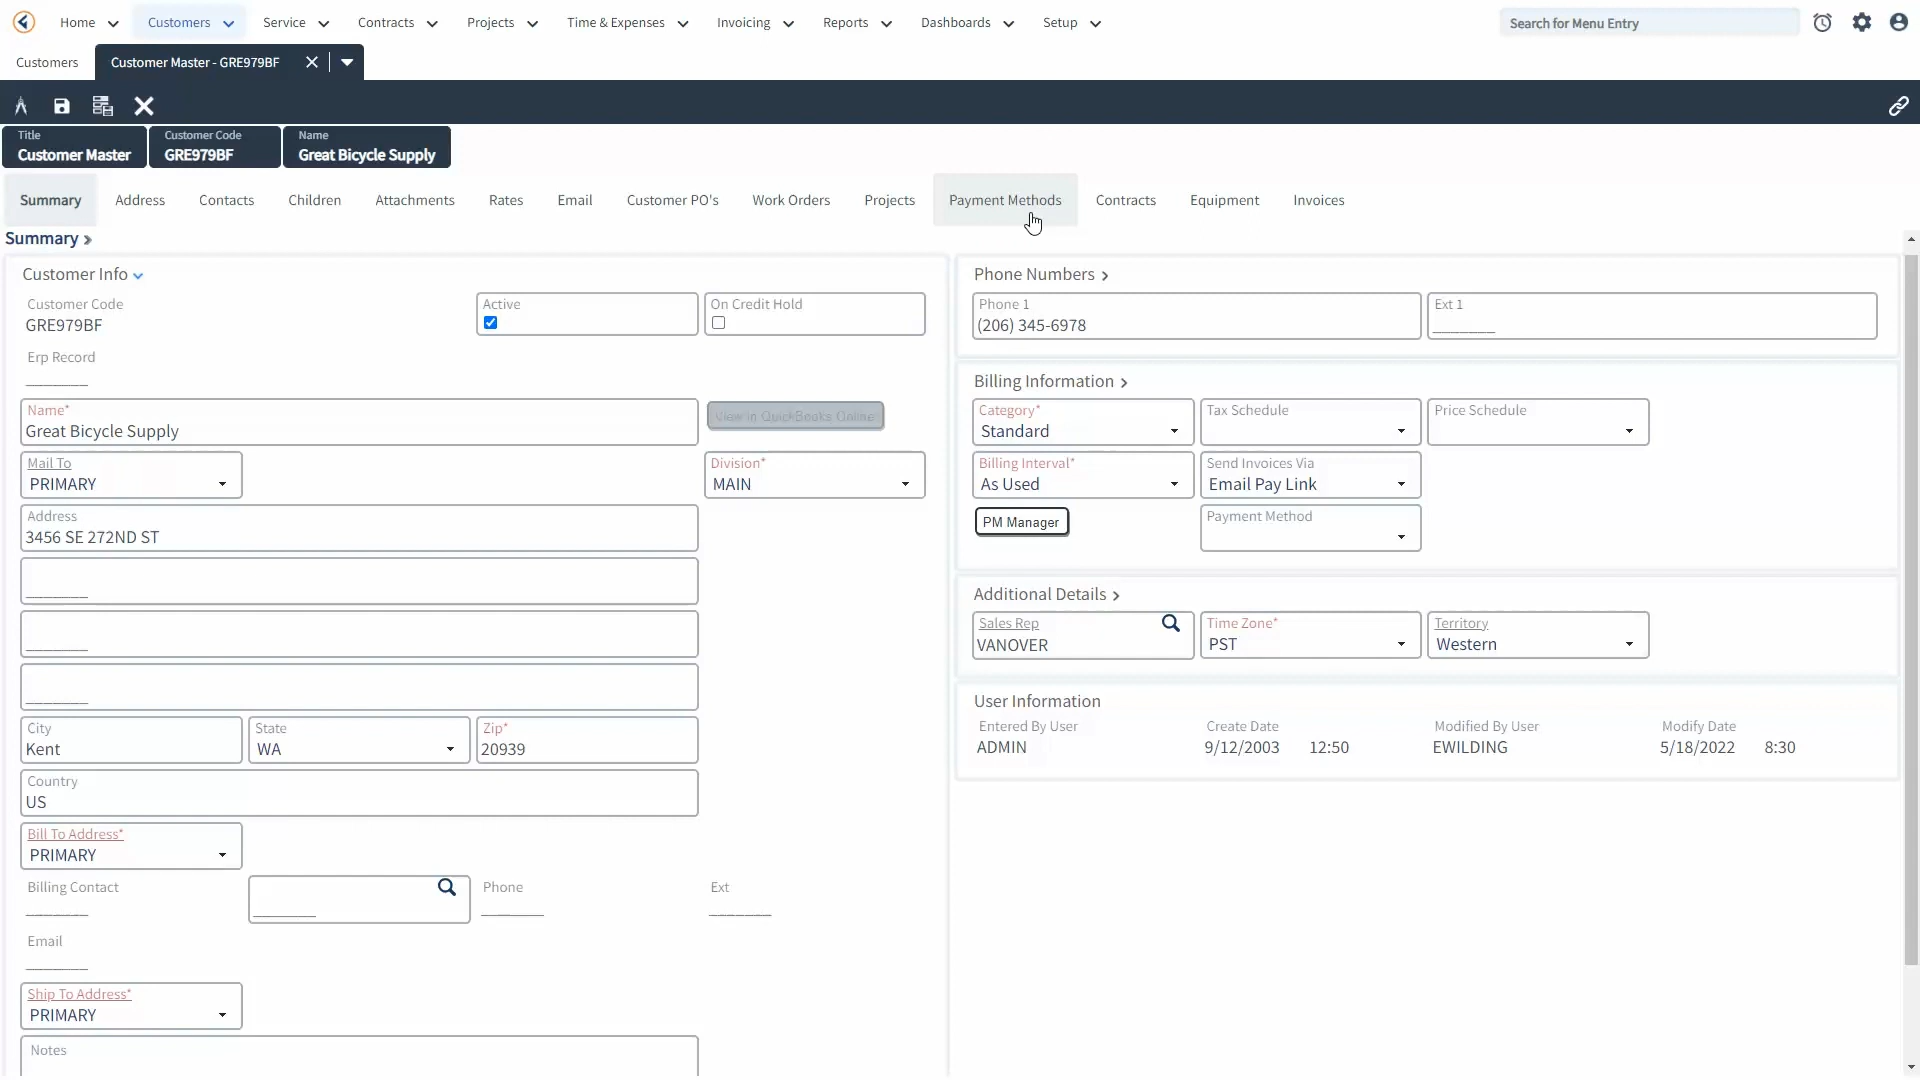 Home
Customers
Service
Contracts
Projects
Time & Expenses
Invoicing
Reports
Dashboards
Setup
Search for Menu Entry
Customers
Customer Master - GRE979BF
Title
Customer Master
Customer Code
GRE979BF
Name
Great Bicycle Supply
Summary
Address
Contacts
Children
Attachments
Rates
Email
Customer PO's
Work Orders
Projects
Payment Methods
Contracts
Equipment
Invoices
Summary
Customer Info
Customer Code
GRE979BF
Active
On Credit Hold
Erp Record
Name*
Great Bicycle Supply
View in QuickBooks Online
Mail To
PRIMARY
Division*
MAIN
Address
3456 SE 272ND ST
City
Kent
State
WA
Zip*
20939
Country
US
Bill To Address*
PRIMARY
Billing Contact
Phone
Ext
Email
Ship To Address*
PRIMARY
Notes
Phone Numbers
Phone 1
(206) 345-6978
Ext 1
Billing Information
Category*
Standard
Tax Schedule
Price Schedule
Billing Interval*
As Used
Send Invoices Via
Email Pay Link
PM Manager
Payment Method
Additional Details
Sales Rep
VANOVER
Time Zone*
PST
Territory
Western
User Information
Entered By User
ADMIN
Create Date
9/12/2003 12:50
Modified By User
EWILDING
Modify Date
5/18/2022 8:30